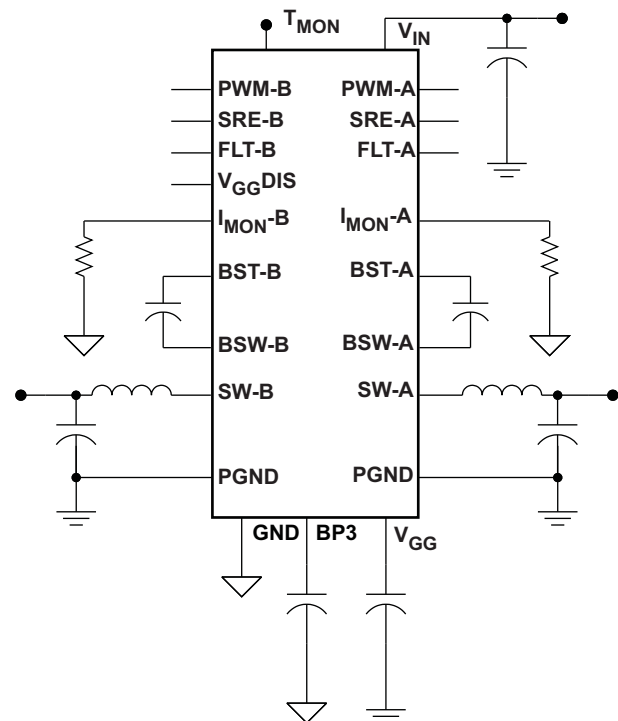 TMON
VIN
PWM-B PWM-A
SRE-B SRE-A
FLT-B FLT-A
VGGDIS
IMON-B IMON-A
BST-B BST-A
BSW-B BSW-A
SW-B SW-A
PGND PGND
GND BP3 VGG